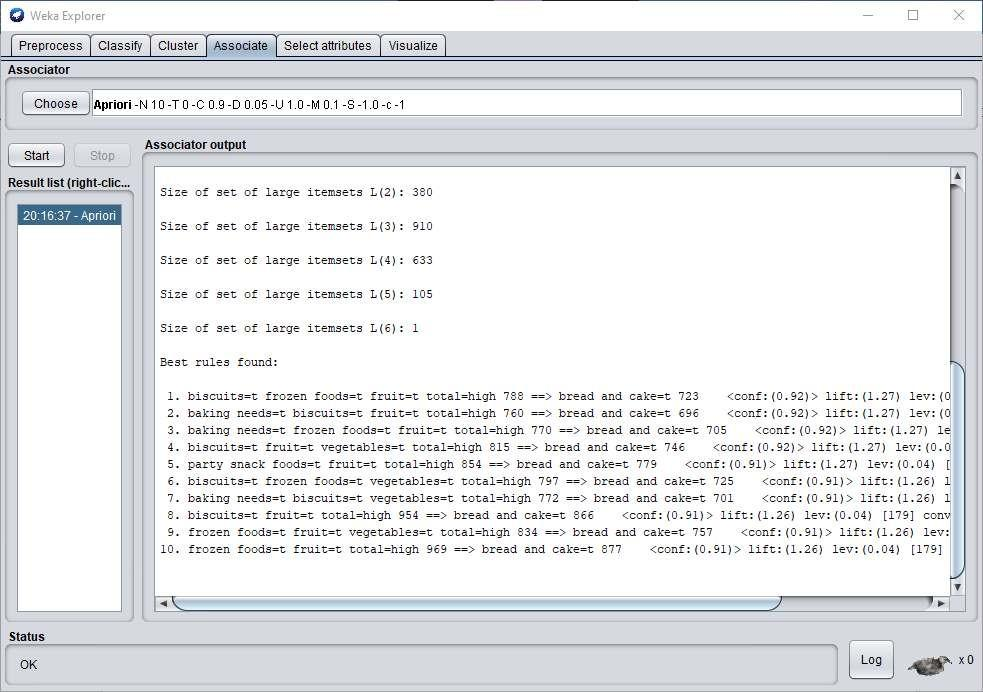 Weka Explorer
Preprocess Classify Cluster Associate Select attributes Visualize
Associator
Choose Apriori -N 10 -T 0 -C 0.9 -D 0.05 -U 1.0 -M 0.1 -S -1.0 -c -1
Start Stop
Result list (right-clic...
20:16:37 - Apriori
Associator output
Size of set of large itemsets L(2): 380
Size of set of large itemsets L(3): 910
Size of set of large itemsets L(4): 633
Size of set of large itemsets L(5): 105
Size of set of large itemsets L(6): 1
Best rules found:
1. biscuits=t frozen foods=t fruit=t total=high 788 ==> bread and cake=t 723 <conf:(0.92)> lift:(1.27) lev:(0
2. baking needs=t biscuits=t fruit=t total=high 760 ==> bread and cake=t 696 <conf:(0.92)> lift:(1.27) lev:(0
3. baking needs=t frozen foods=t fruit=t total=high 770 ==> bread and cake=t 705 <conf:(0.92)> lift:(1.27) le
4. biscuits=t fruit=t vegetables=t total=high 815 ==> bread and cake=t 746 <conf:(0.92)> lift:(1.27) lev:(0.0
5. party snack foods=t fruit=t total=high 854 ==> bread and cake=t 779 <conf:(0.91)> lift:(1.27) lev:(0.04) [
6. biscuits=t frozen foods=t vegetables=t total=high 797 ==> bread and cake=t 725 <conf:(0.91)> lift:(1.26) l
7. baking needs=t biscuits=t vegetables=t total=high 772 ==> bread and cake=t 701 <conf:(0.91)> lift:(1.26) l
8. biscuits=t fruit=t total=high 954 ==> bread and cake=t 866 <conf:(0.91)> lift:(1.26) lev:(0.04) [179] conv
9. frozen foods=t fruit=t vegetables=t total=high 834 ==> bread and cake=t 757 <conf:(0.91)> lift:(1.26) lev:
10. frozen foods=t fruit=t total=high 969 ==> bread and cake=t 877 <conf:(0.91)> lift:(1.26) lev:(0.04) [179]
Status
OK
Log
x 0